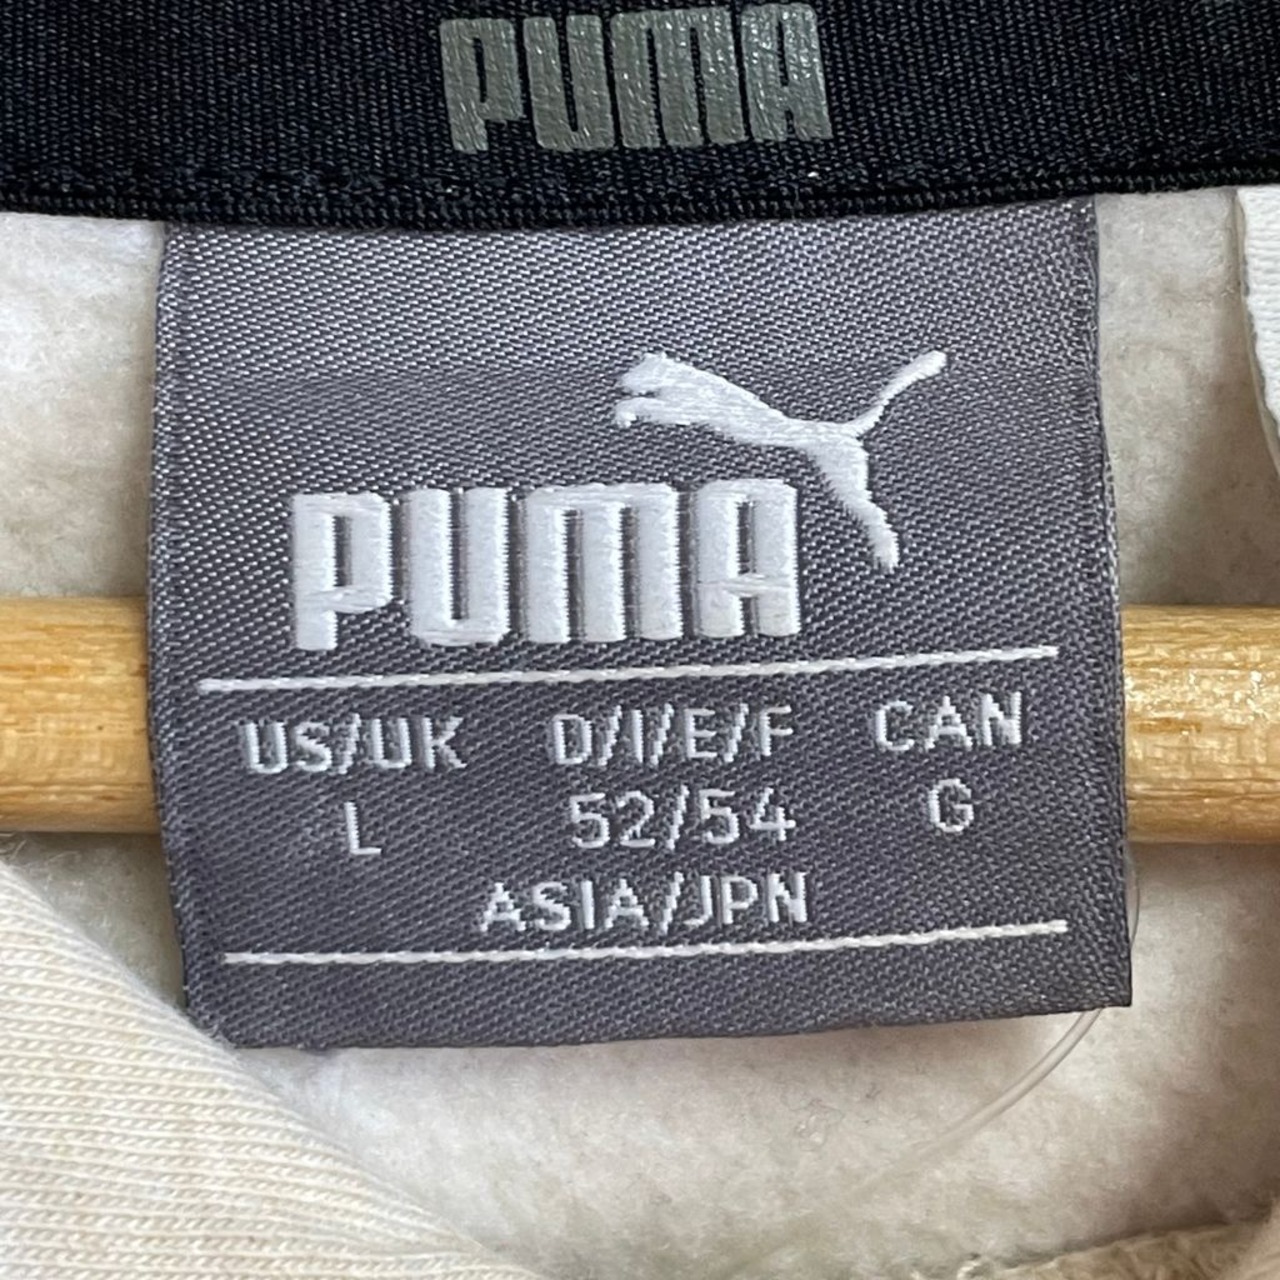 PUMA
PUMA
US/UK D/I/E/F CAN
L 52/54 G
ASIA/JPN